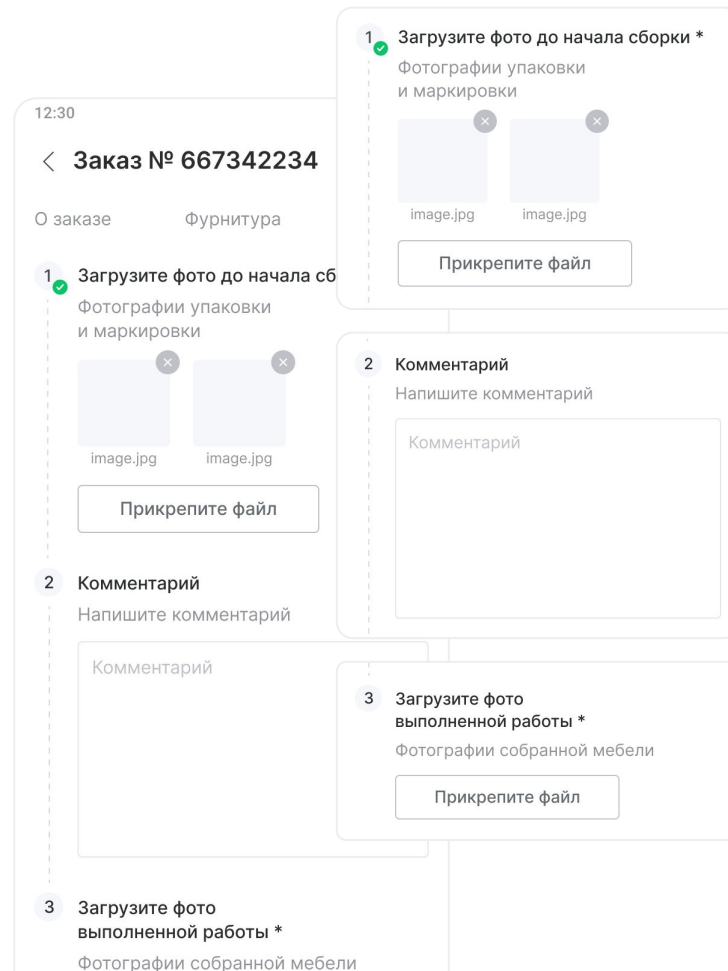 12:30
Заказ № 667342234
О заказе
Фурнитура
1
Загрузите фото до начала сб
Фотографии упаковки
и маркировки
image.jpg
image.jpg
Прикрепите файл
2
Комментарий
Напишите комментарий
Комментарий
3
Загрузите фото
выполненной работы *
Фотографии собранной мебели
1
Загрузите фото до начала сборки *
Фотографии упаковки
и маркировки
image.jpg
image.jpg
Прикрепите файл
2
Комментарий
Напишите комментарий
Комментарий
3
Загрузите фото
выполненной работы *
Фотографии собранной мебели
Прикрепите файл